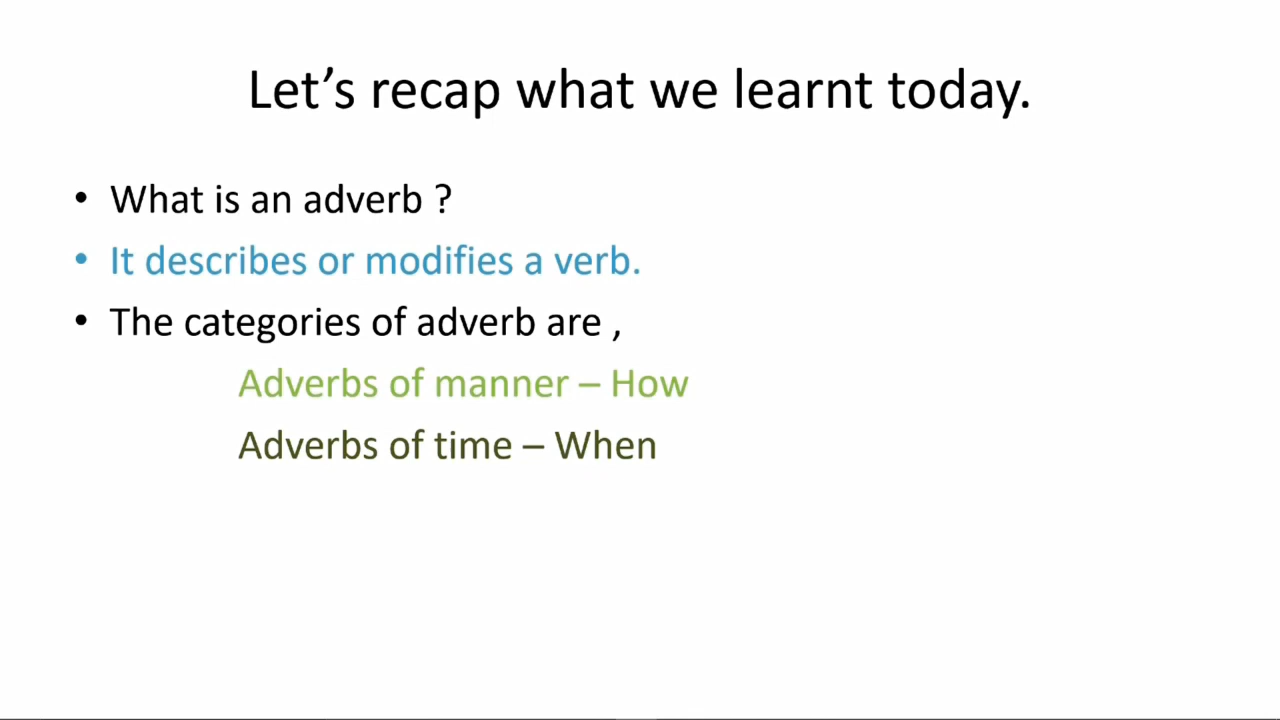 Let’s recap what we learnt today.
• What is an adverb ?
• It describes or modifies a verb.
• The categories of adverb are ,
Adverbs of manner – How
Adverbs of time – When